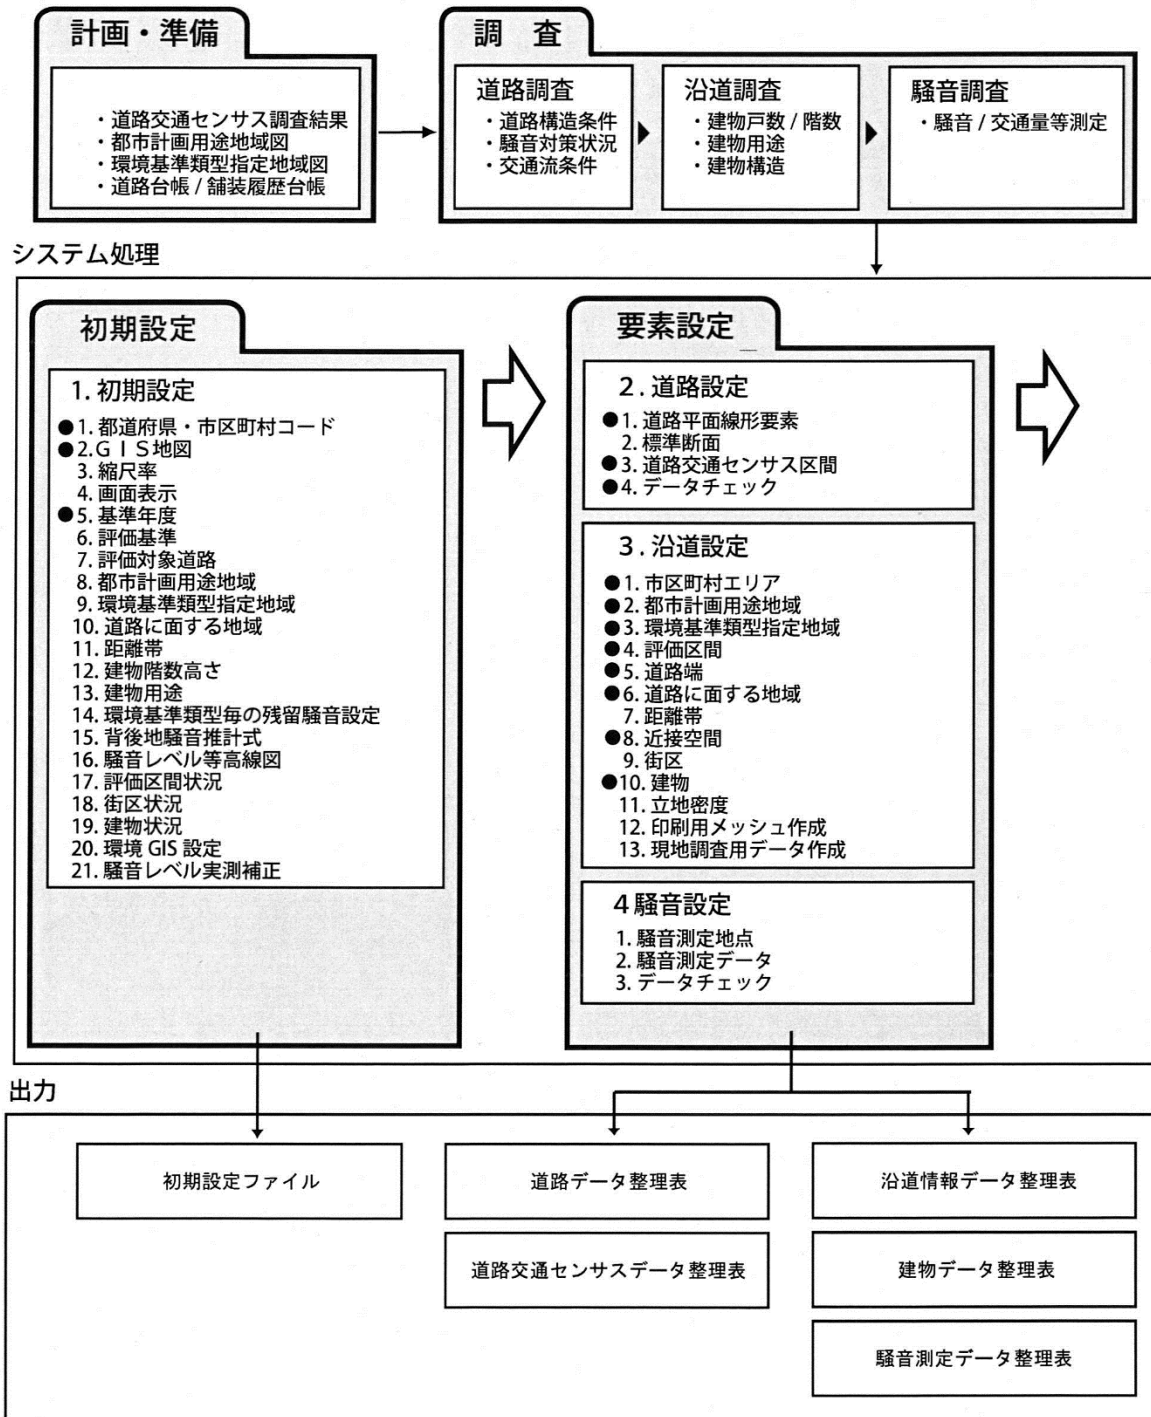 計画・準備
・道路交通センサス調査結果
・都市計画用途地域図
・環境基準類型指定地域図
・道路台帳 / 舗装履歴台帳
調 査
道路調査
・道路構造条件
・騒音対策状況
・交通流条件
沿道調査
・建物戸数 / 階数
・建物用途
・建物構造
騒音調査
・騒音 / 交通量等測定
システム処理
初期設定
1. 初期設定
●1. 都道府県・市区町村コード
●2.ＧＩＳ地図
3. 縮尺率
4. 画面表示
●5. 基準年度
6. 評価基準
7. 評価対象道路
8. 都市計画用途地域
9. 環境基準類型指定地域
10. 道路に面する地域
11. 距離帯
12. 建物階数高さ
13. 建物用途
14. 環境基準類型毎の残留騒音設定
15. 背後地騒音推計式
16. 騒音レベル等高線図
17. 評価区間状況
18. 街区状況
19. 建物状況
20. 環境 GIS 設定
21. 騒音レベル実測補正
要素設定
２. 道路設定
●1. 道路平面線形要素
2. 標準断面
●3. 道路交通センサス区間
●4. データチェック
３. 沿道設定
●1. 市区町村エリア
●2. 都市計画用途地域
●3. 環境基準類型指定地域
●4. 評価区間
●5. 道路端
●6. 道路に面する地域
7. 距離帯
●8. 近接空間
9. 街区
●10. 建物
11. 立地密度
12. 印刷用メッシュ作成
13. 現地調査用データ作成
４騒音設定
1. 騒音測定地点
2. 騒音測定データ
3. データチェック
出力
初期設定ファイル
道路データ整理表
道路交通センサスデータ整理表
沿道情報データ整理表
建物データ整理表
騒音測定データ整理表